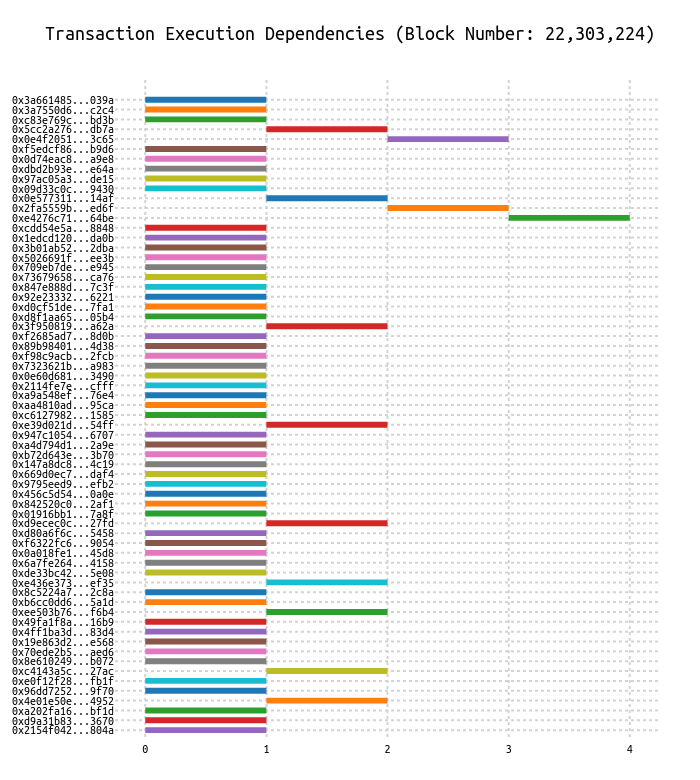 Transaction Execution Dependencies (Block Number: 22,303,224)
0x3a661485...039a
0x3a7550d6...c2c4
0xc83e769c...bd3b
0x5cc2a276...db7a
0x0e4f2051...3c65
0xf5edcf86...b9d6
0x0d74eac8...a9e8
0xdbd2b93e...e64a
0x97ac05a3...de15
0x09d33c0c...9430
0x0e577311...14af
0x2fa5559b...ed6f
0xe4276c71...64be
0xcdd54e5a...8848
0x1edcd120...da0b
0x3b01ab52...2dba
0x5026691f...ee3b
0x709eb7de...e945
0x73679658...ca76
0x847e888d...7c3f
0x92e23332...6221
0xd0cf51de...7fa1
0xd8f1aa65...05b4
0x3f950819...a62a
0xf2685ad7...8d0b
0x89b98401...4d38
0xf98c9acb...2fcb
0x7323621b...a983
0x0e60d681...3490
0x2114fe7e...cfff
0xa9a548ef...76e4
0xaa4810ad...95ca
0xc6127982...1585
0xe39d021d...54ff
0x947c1054...6707
0xa4d794d1...2a9e
0xb72d643e...3b70
0x147a8dc8...4c19
0x669d0ec7...daf4
0x9795eed9...efb2
0x456c5d54...0a0e
0x842520c0...2af1
0x01916bb1...7a8f
0xd9ecec0c...27fd
0xd80a6f6c...5458
0xf6322fc6...9054
0x0a018fe1...45d8
0x6a7fe264...4158
0xde33bc42...5e08
0xe436e373...ef35
0x8c5224a7...2c8a
0xb6cc0dd6...5a1d
0xee503b76...f6b4
0x49fa1f8a...16b9
0x4ff1ba3d...83d4
0x19e863d2...e568
0x70ede2b5...aed6
0x8e610249...b072
0xc4143a5c...27ac
0xe0f12f28...fb1f
0x96dd7252...9f70
0x4e01e50e...4952
0xa202fa16...bf1d
0xd9a31b83...3670
0x2154f042...804a
0 1 2 3 4